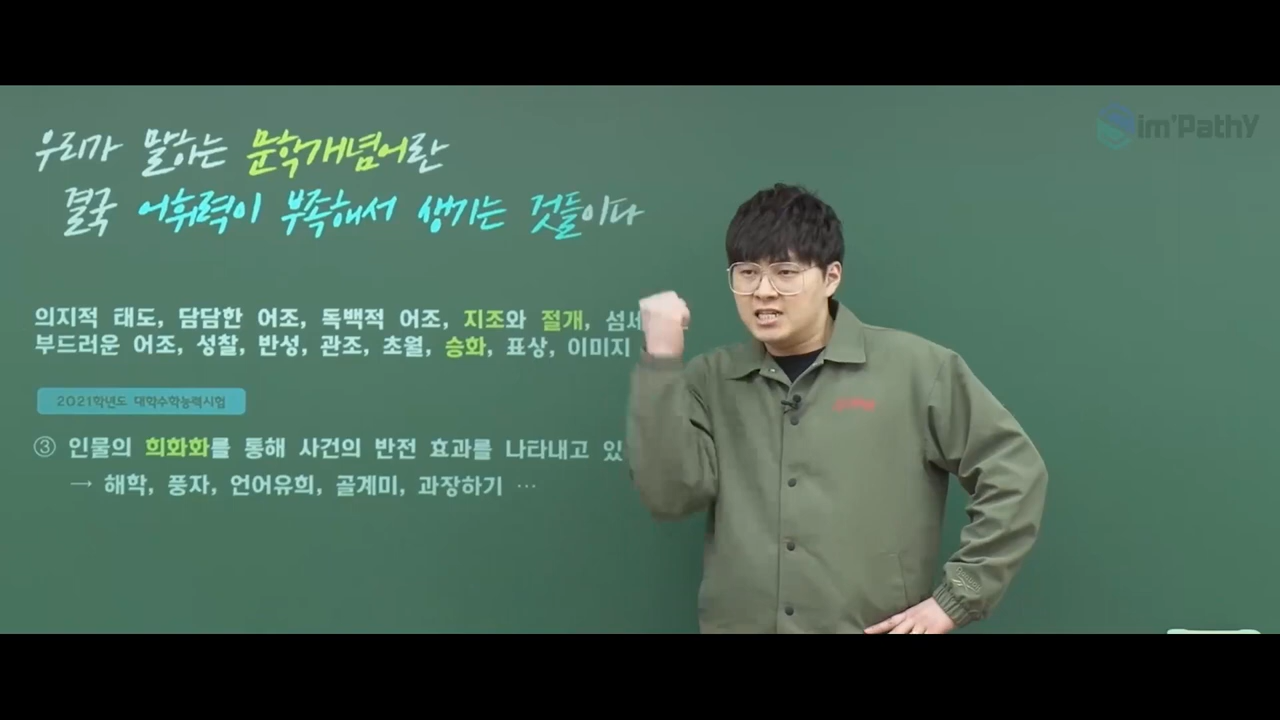 우리가 말하는 문학개념어란
결국 어휘력이 부족해서 생기는 것들이다
의지적 태도, 담담한 어조, 독백적 어조, 지조와 절개,
부드러운 어조, 성찰, 반성, 관조, 초월, 승화, 표상, 이미지
2021학년도 대학수학능력시험
③ 인물의 희화화를 통해 사건의 반전 효과를 나타내고 있
→ 해학, 풍자, 언어유희, 골계미, 과장하기 …
Sim'Pathy